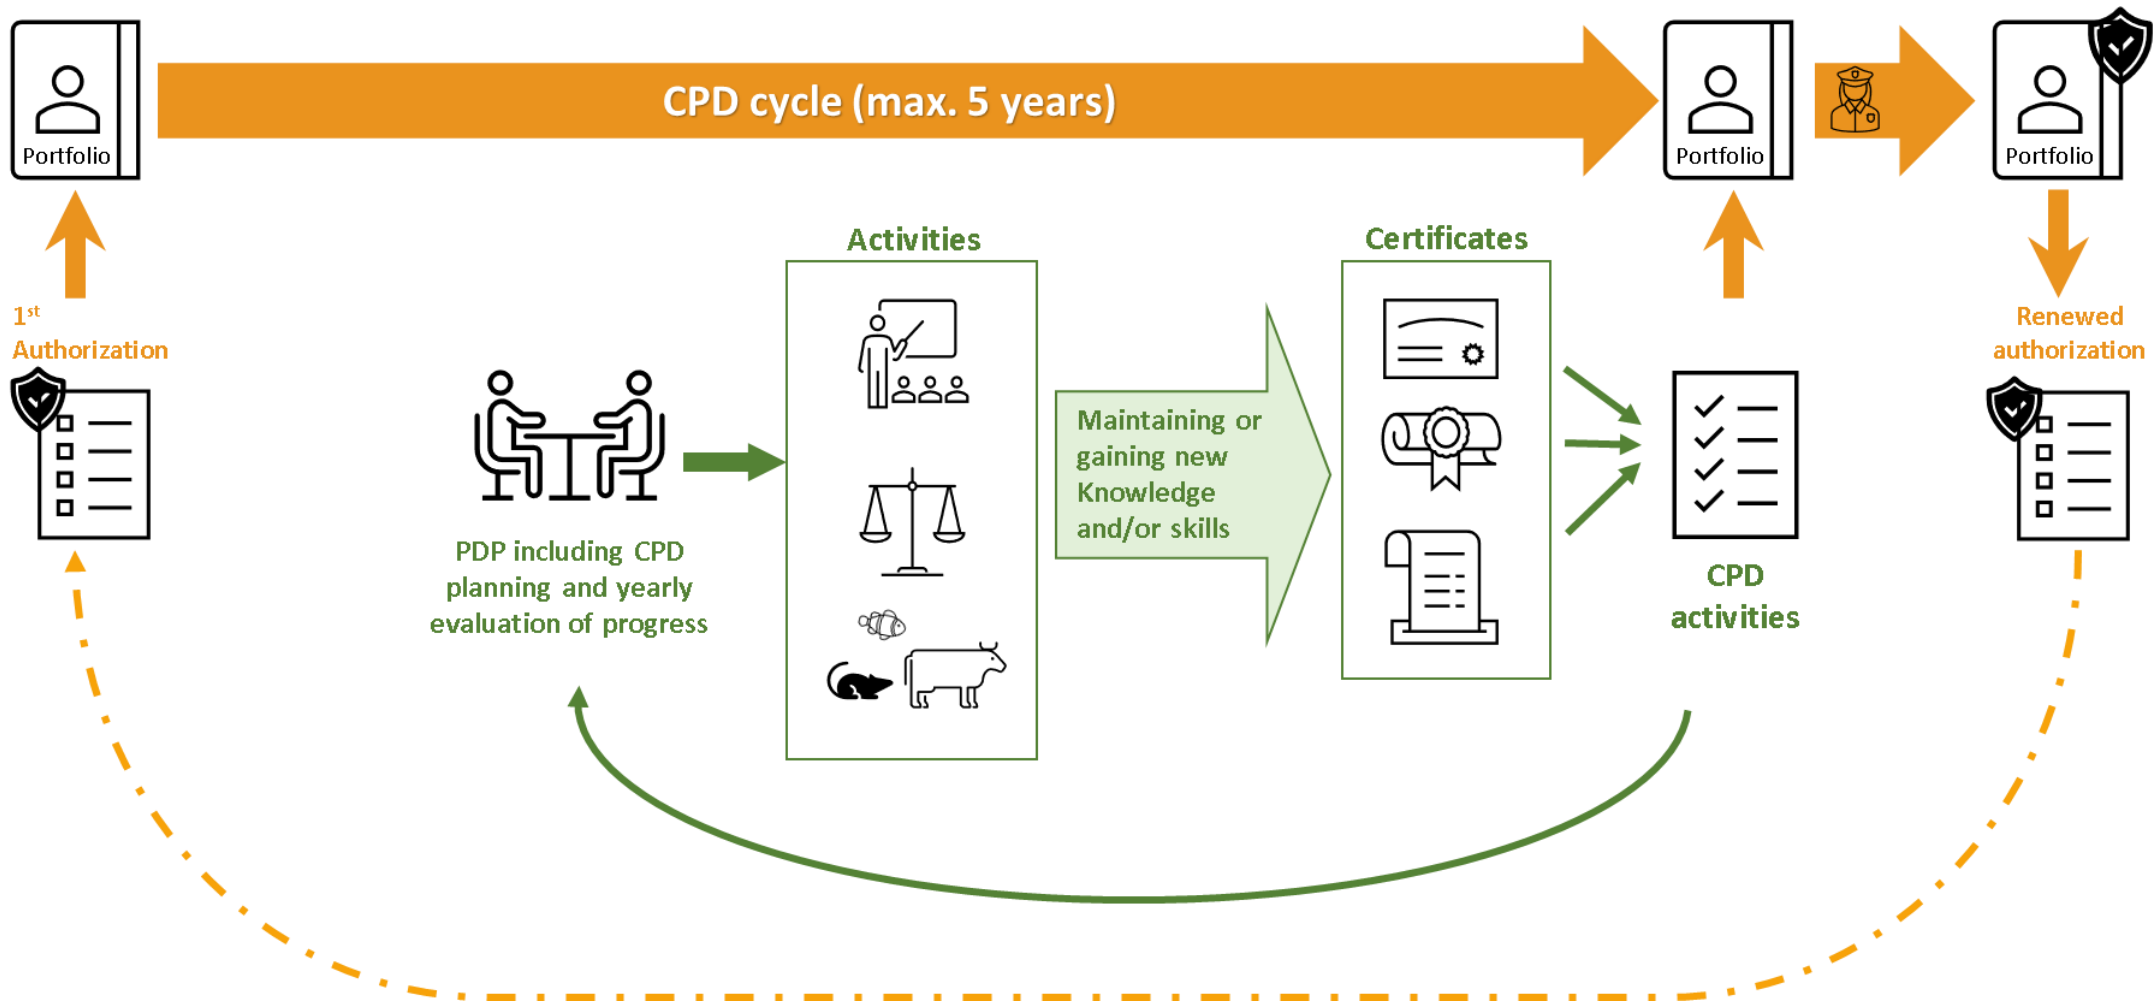 CPD cycle (max. 5 years)
Portfolio
Portfolio
Portfolio
1st
Authorization
Activities
Certificates
Renewed
authorization
Maintaining or
gaining new
Knowledge
and/or skills
PDP including CPD
planning and yearly
evaluation of progress
CPD
activities